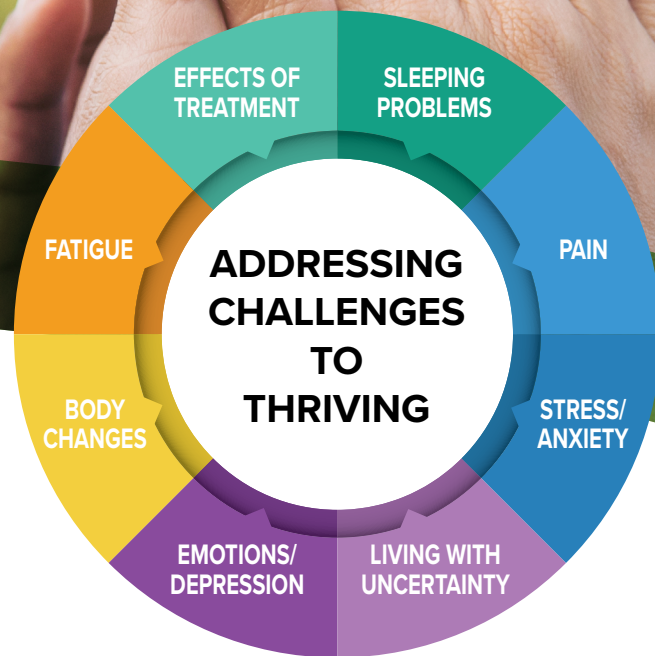 EFFECTS OF
TREATMENT
SLEEPING
PROBLEMS
PAIN
STRESS/
ANXIETY
LIVING WITH
UNCERTAINTY
EMOTIONS/
DEPRESSION
BODY
CHANGES
FATIGUE
ADDRESSING
CHALLENGES
TO
THRIVING